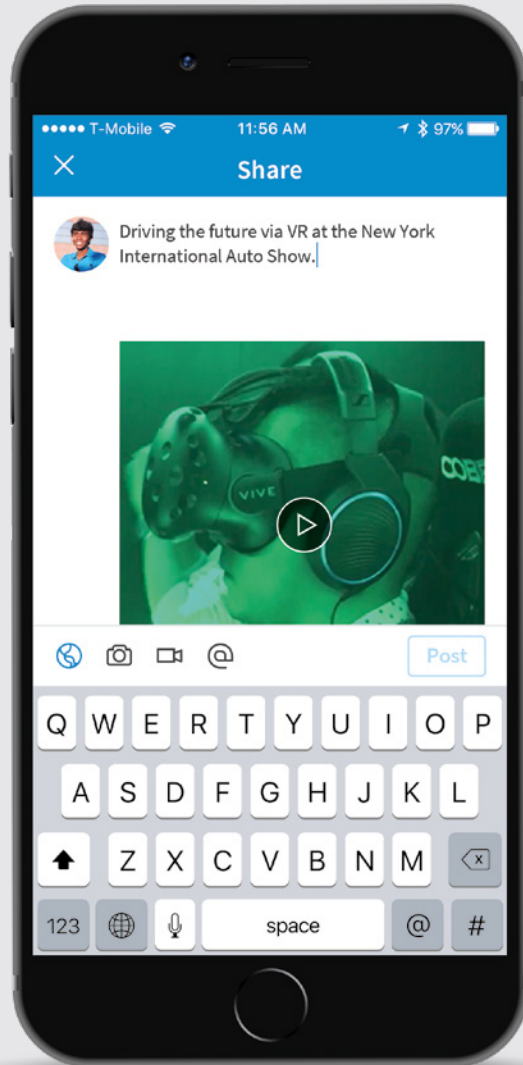 T-Mobile 11:56 AM 97%
Share
Driving the future via VR at the New York
International Auto Show.
VIVE
Post
Q W E R T Y U I O P
A S D F G H J K L
Z X C V B N M
123 space @ #